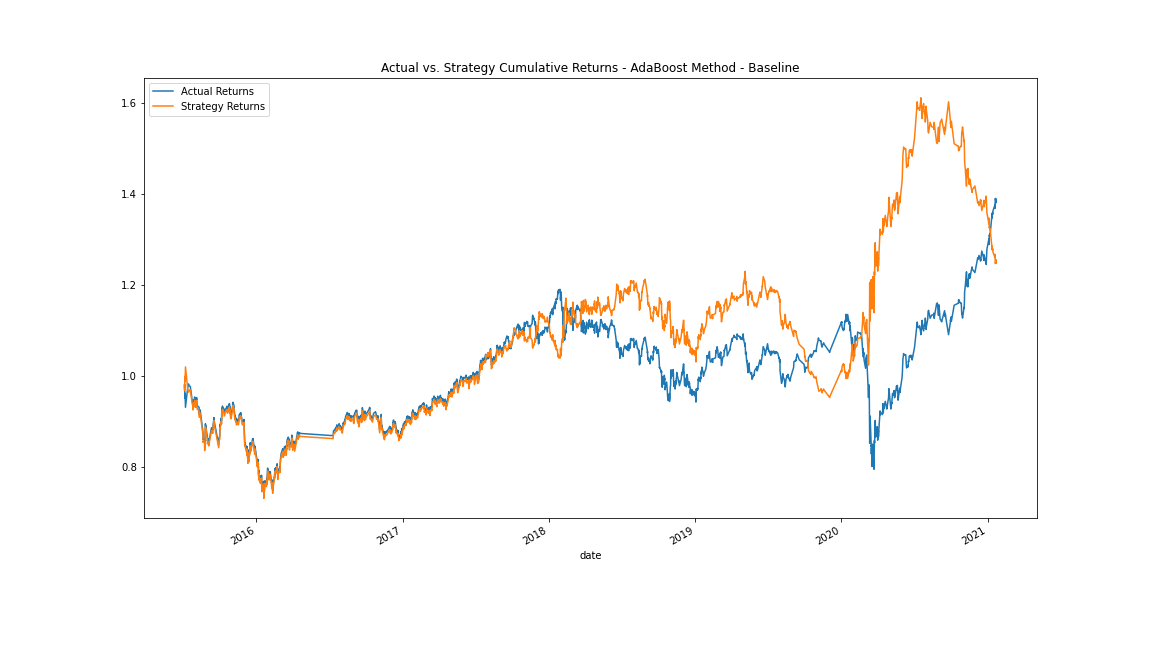 Actual vs. Strategy Cumulative Returns - AdaBoost Method - Baseline
Actual Returns
Strategy Returns
1.6
1.4
1.2
1.0
0.8
2016
2017
2018
2019
2020
2021
date